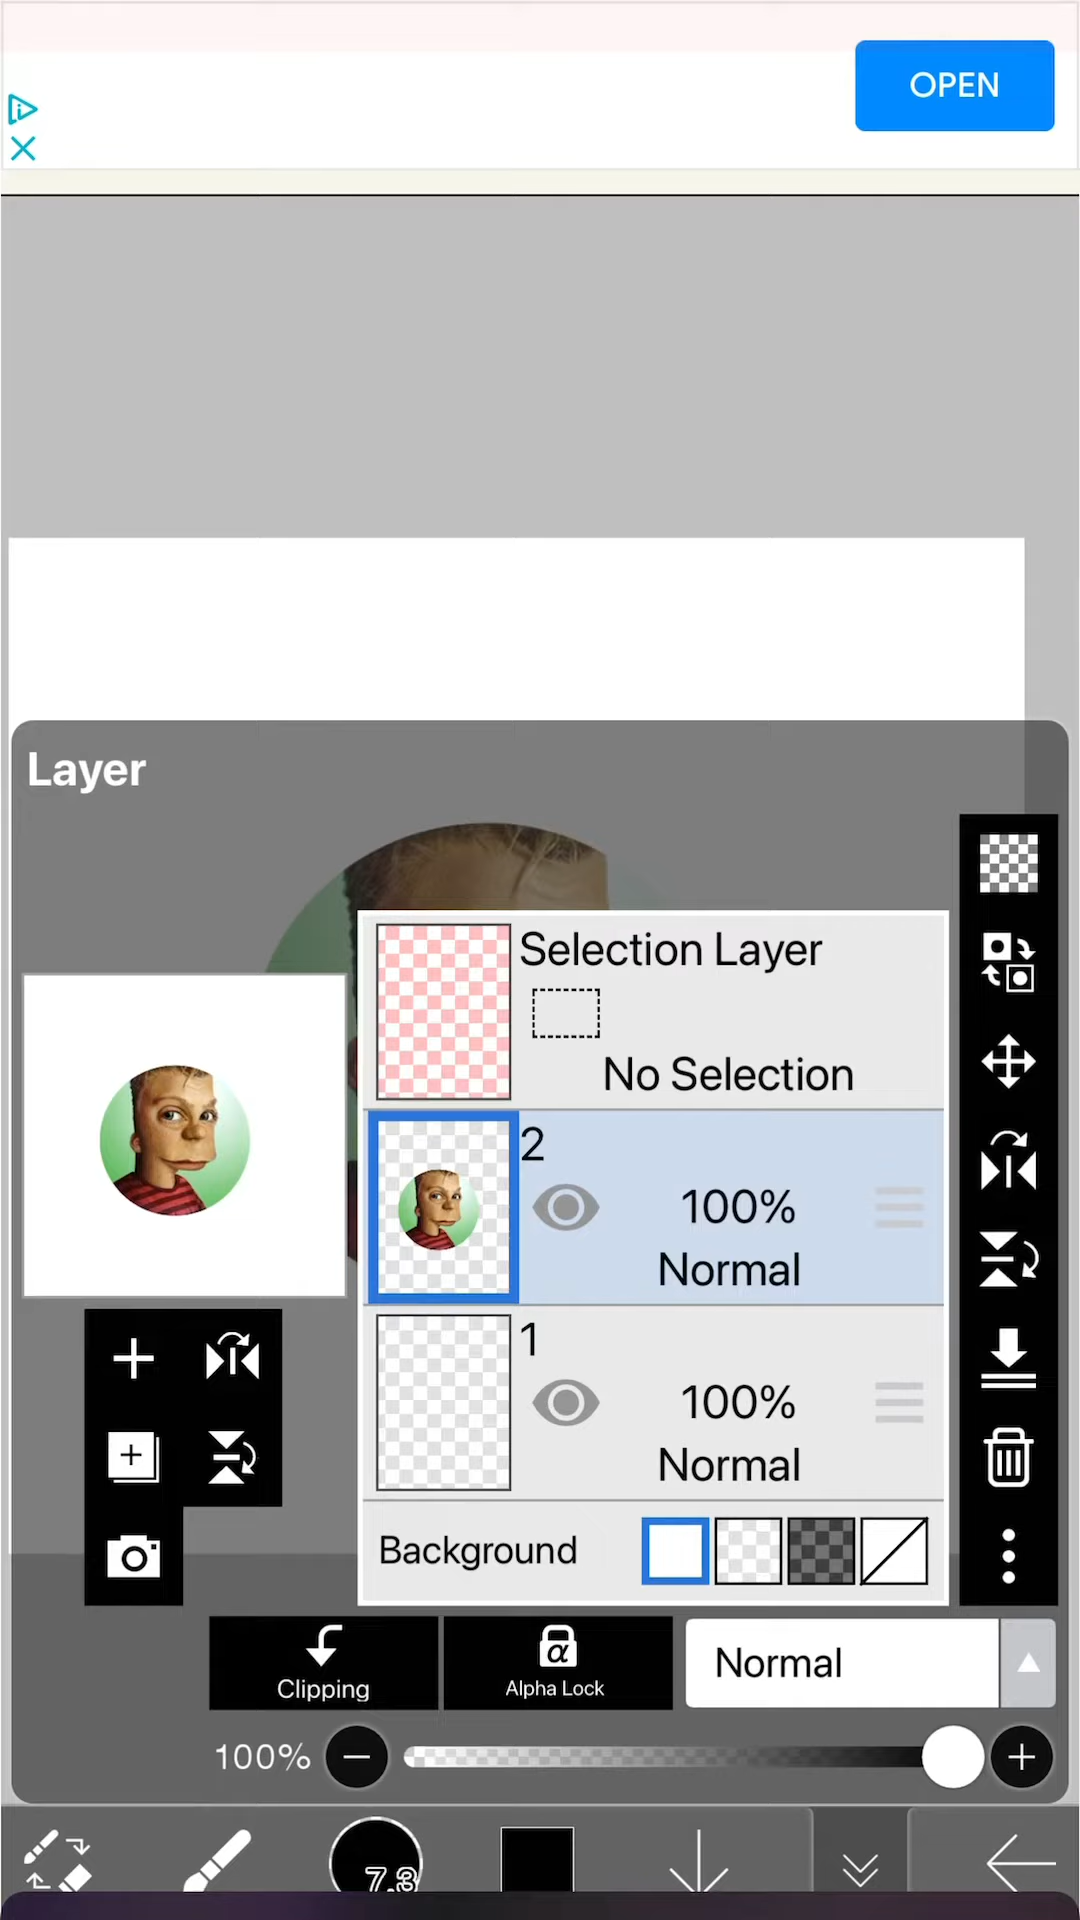 OPEN
Layer
Selection Layer
No Selection
2
100%
Normal
1
100%
Normal
Background
Clipping
α
Alpha Lock
Normal
100%
7.3